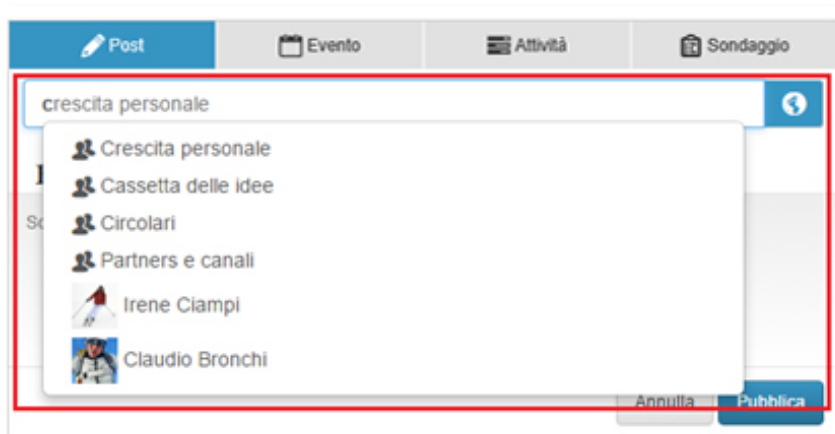 Post Evento Attività Sondaggio
crescita personale
Crescita personale
Cassetta delle idee
Circolari
Partners e canali
Irene Ciampi
Claudio Bronchi
Annulla Pubblica